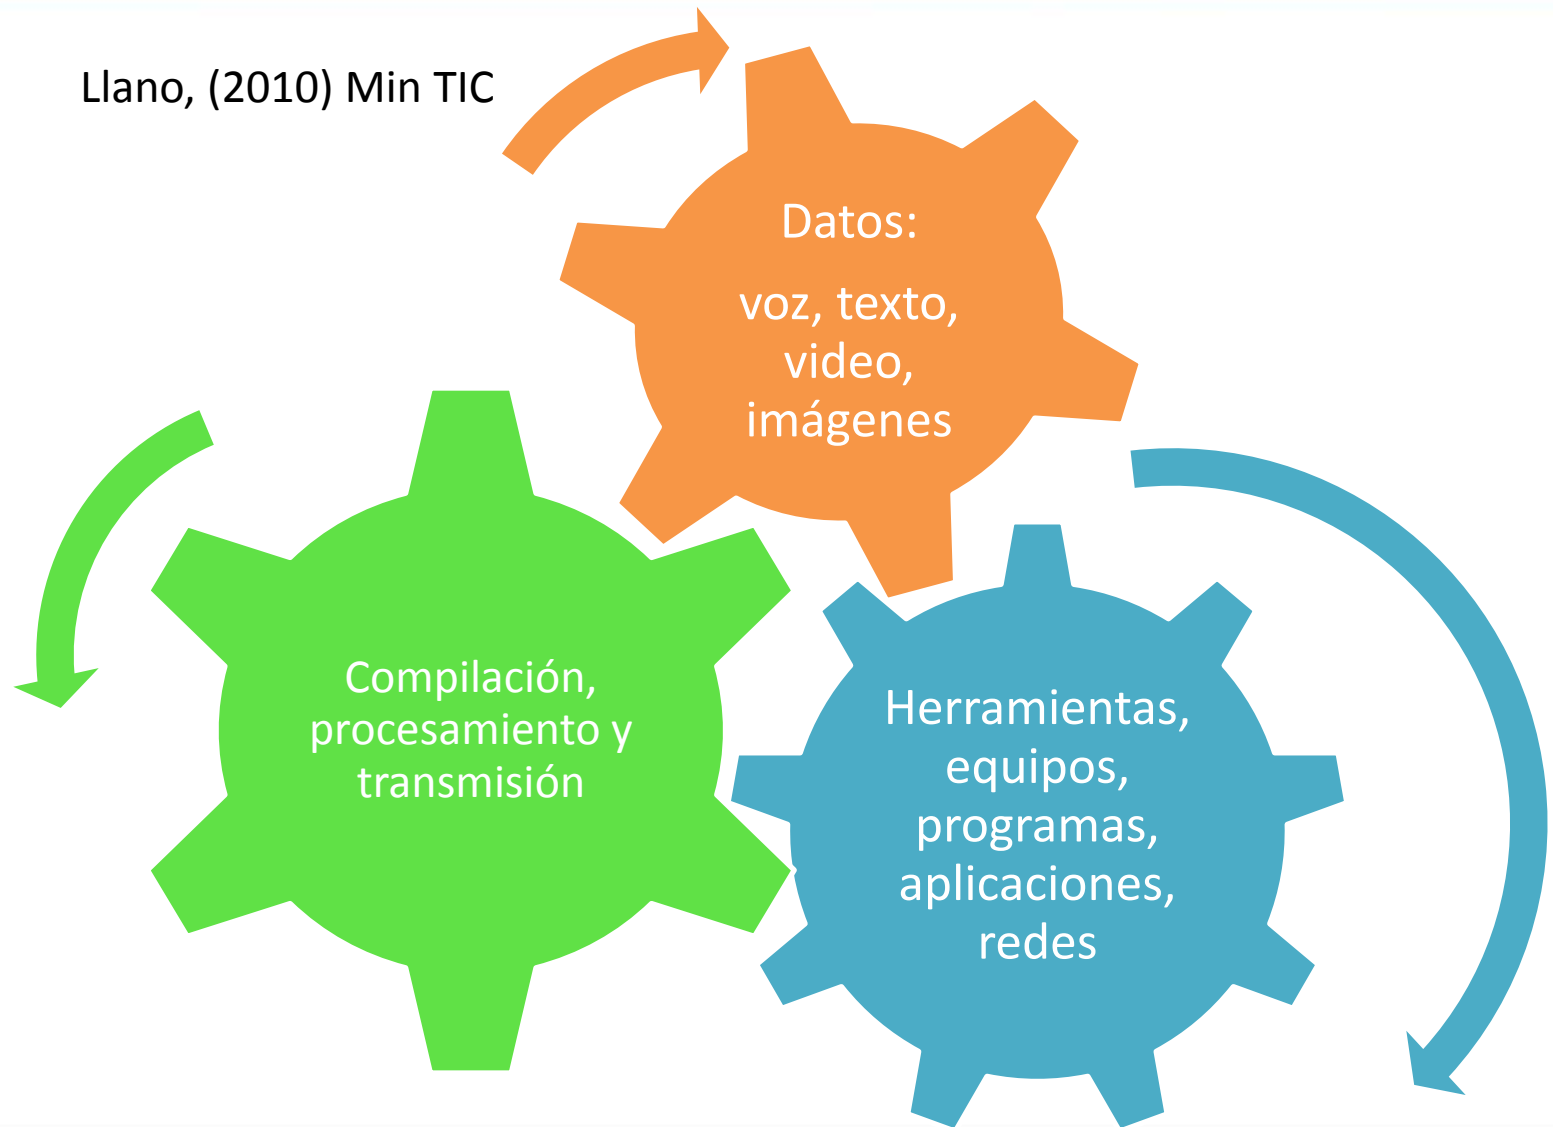 Llano, (2010) Min TIC
Datos:
voz, texto,
video,
imágenes
Compilación,
procesamiento y
transmisión
Herramientas,
equipos,
programas,
aplicaciones,
redes